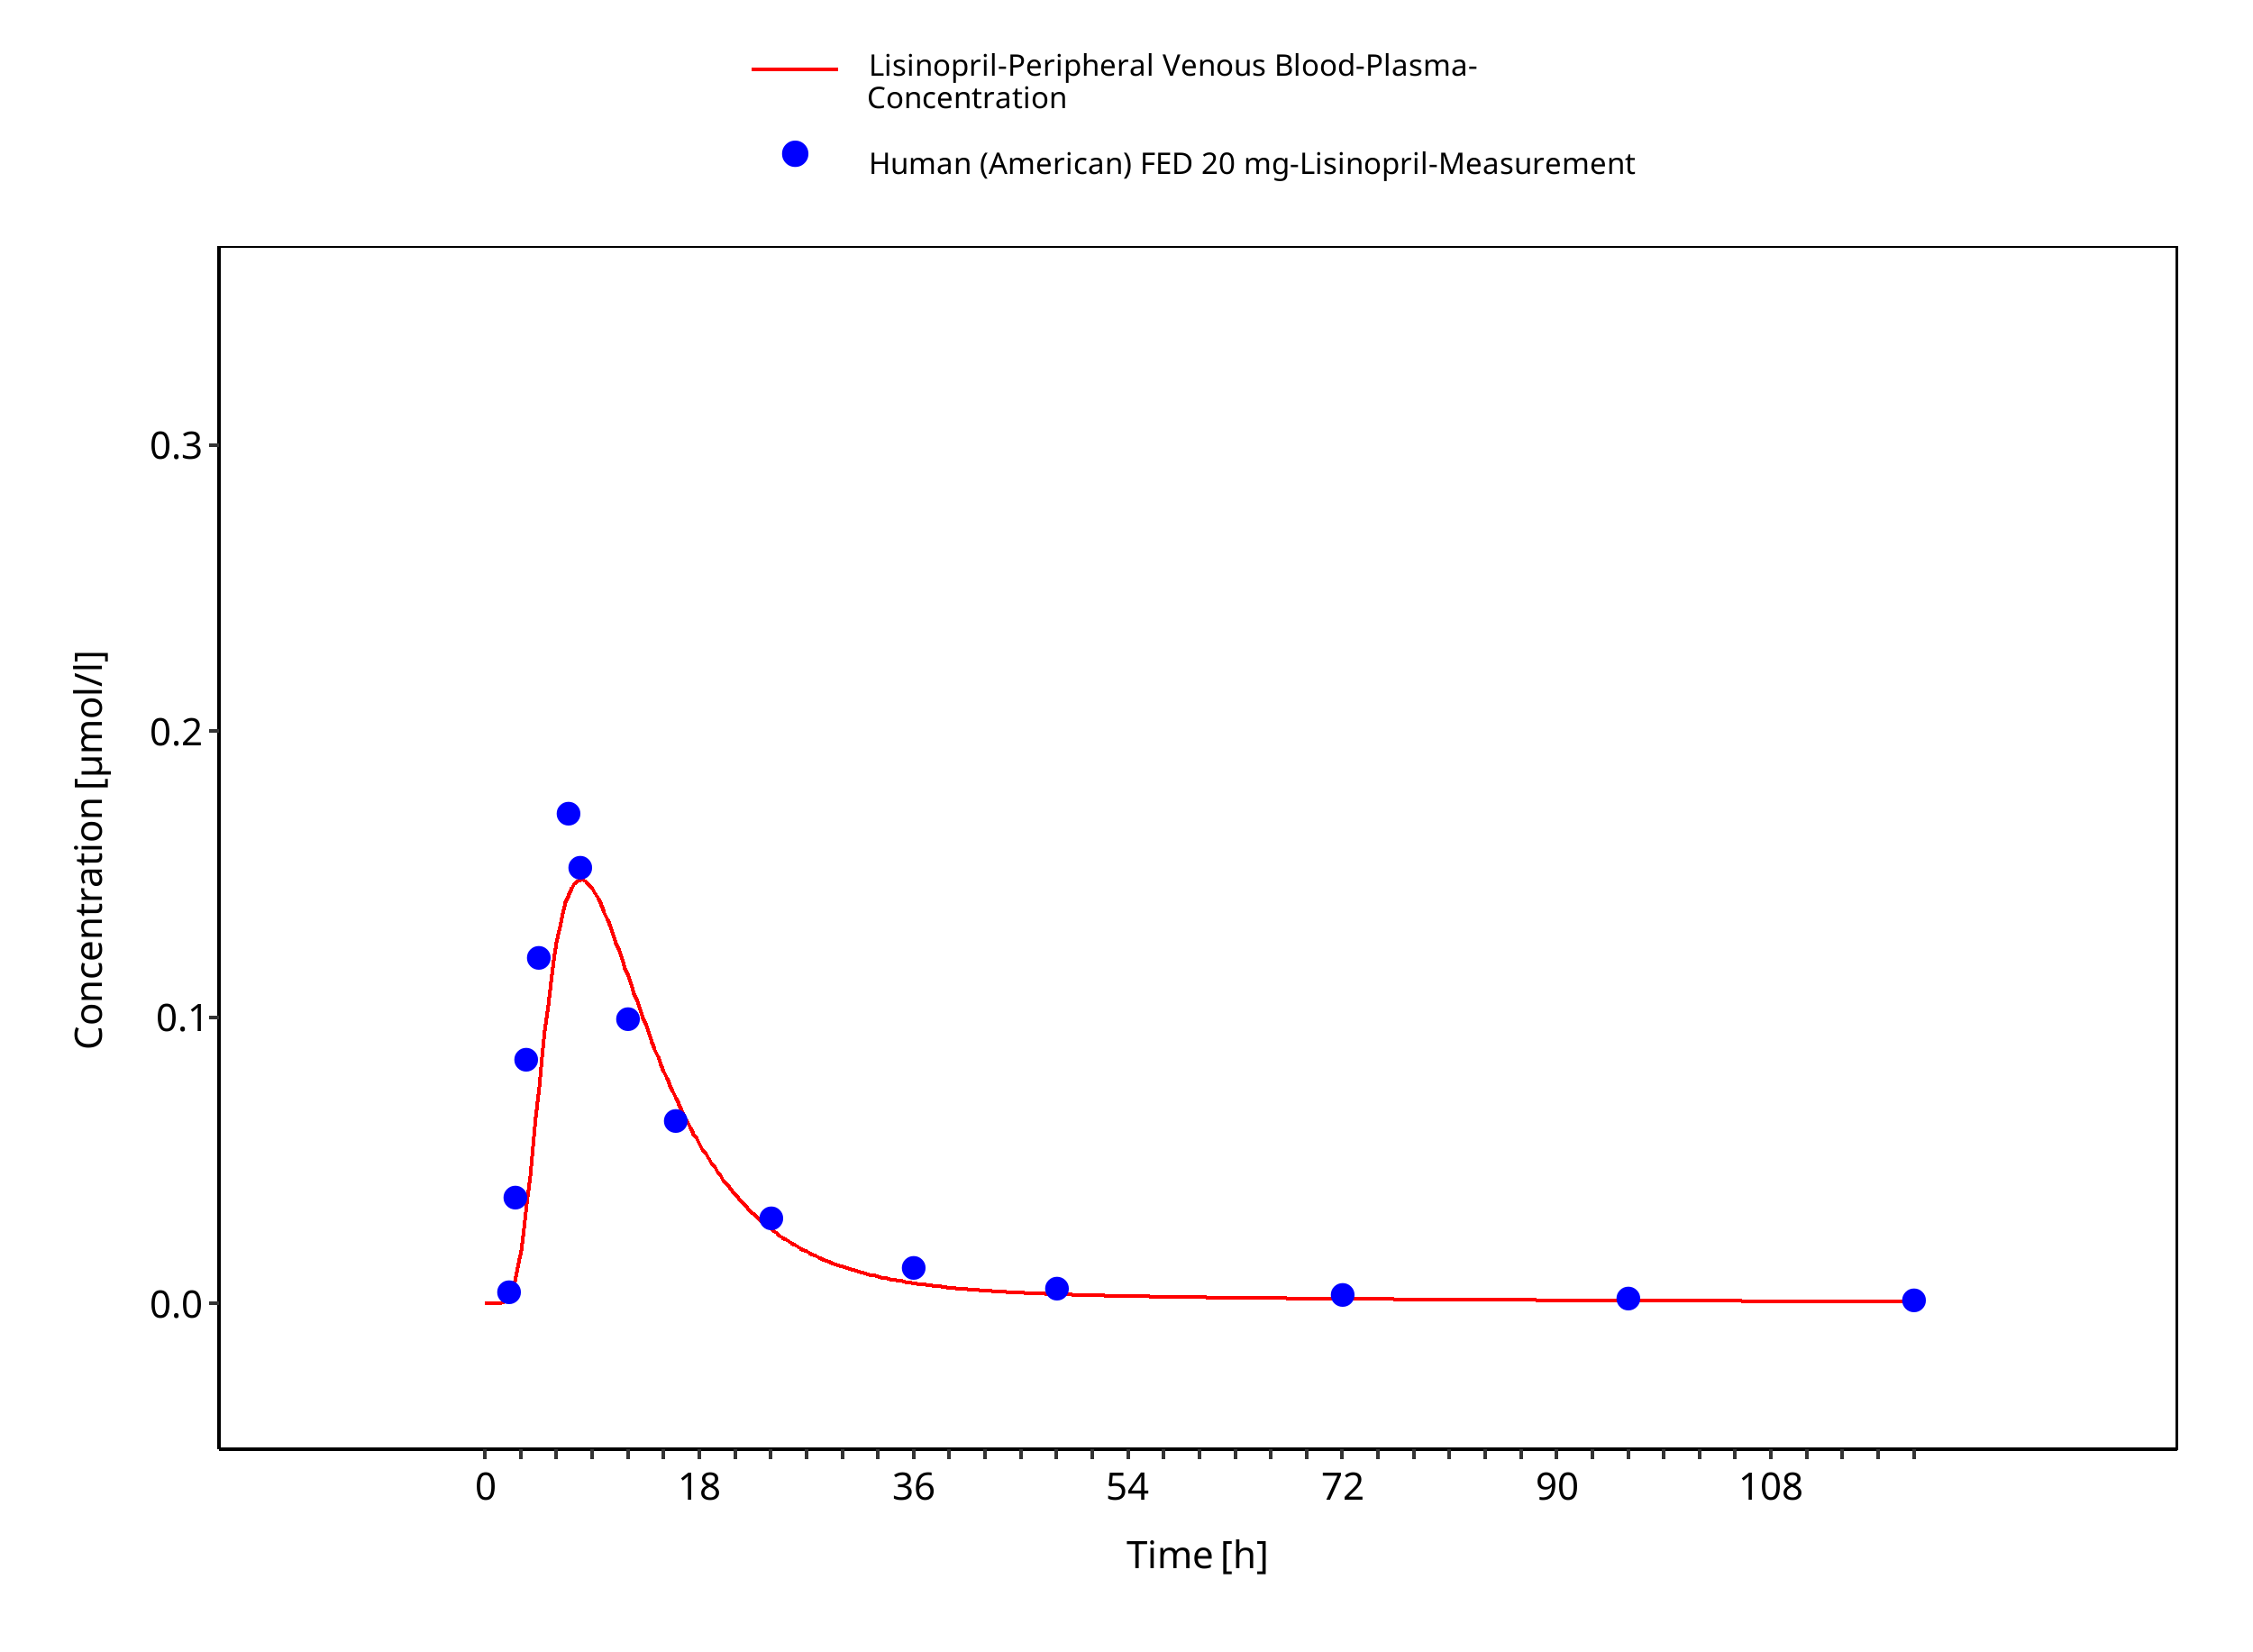 Lisinopril-Peripheral Venous Blood-Plasma-
Concentration
Human (American) FED 20 mg-Lisinopril-Measurement
0.3
0.2
0.1
0.0
Concentration [µmol/l]
0 18 36 54 72 90 108
Time [h]